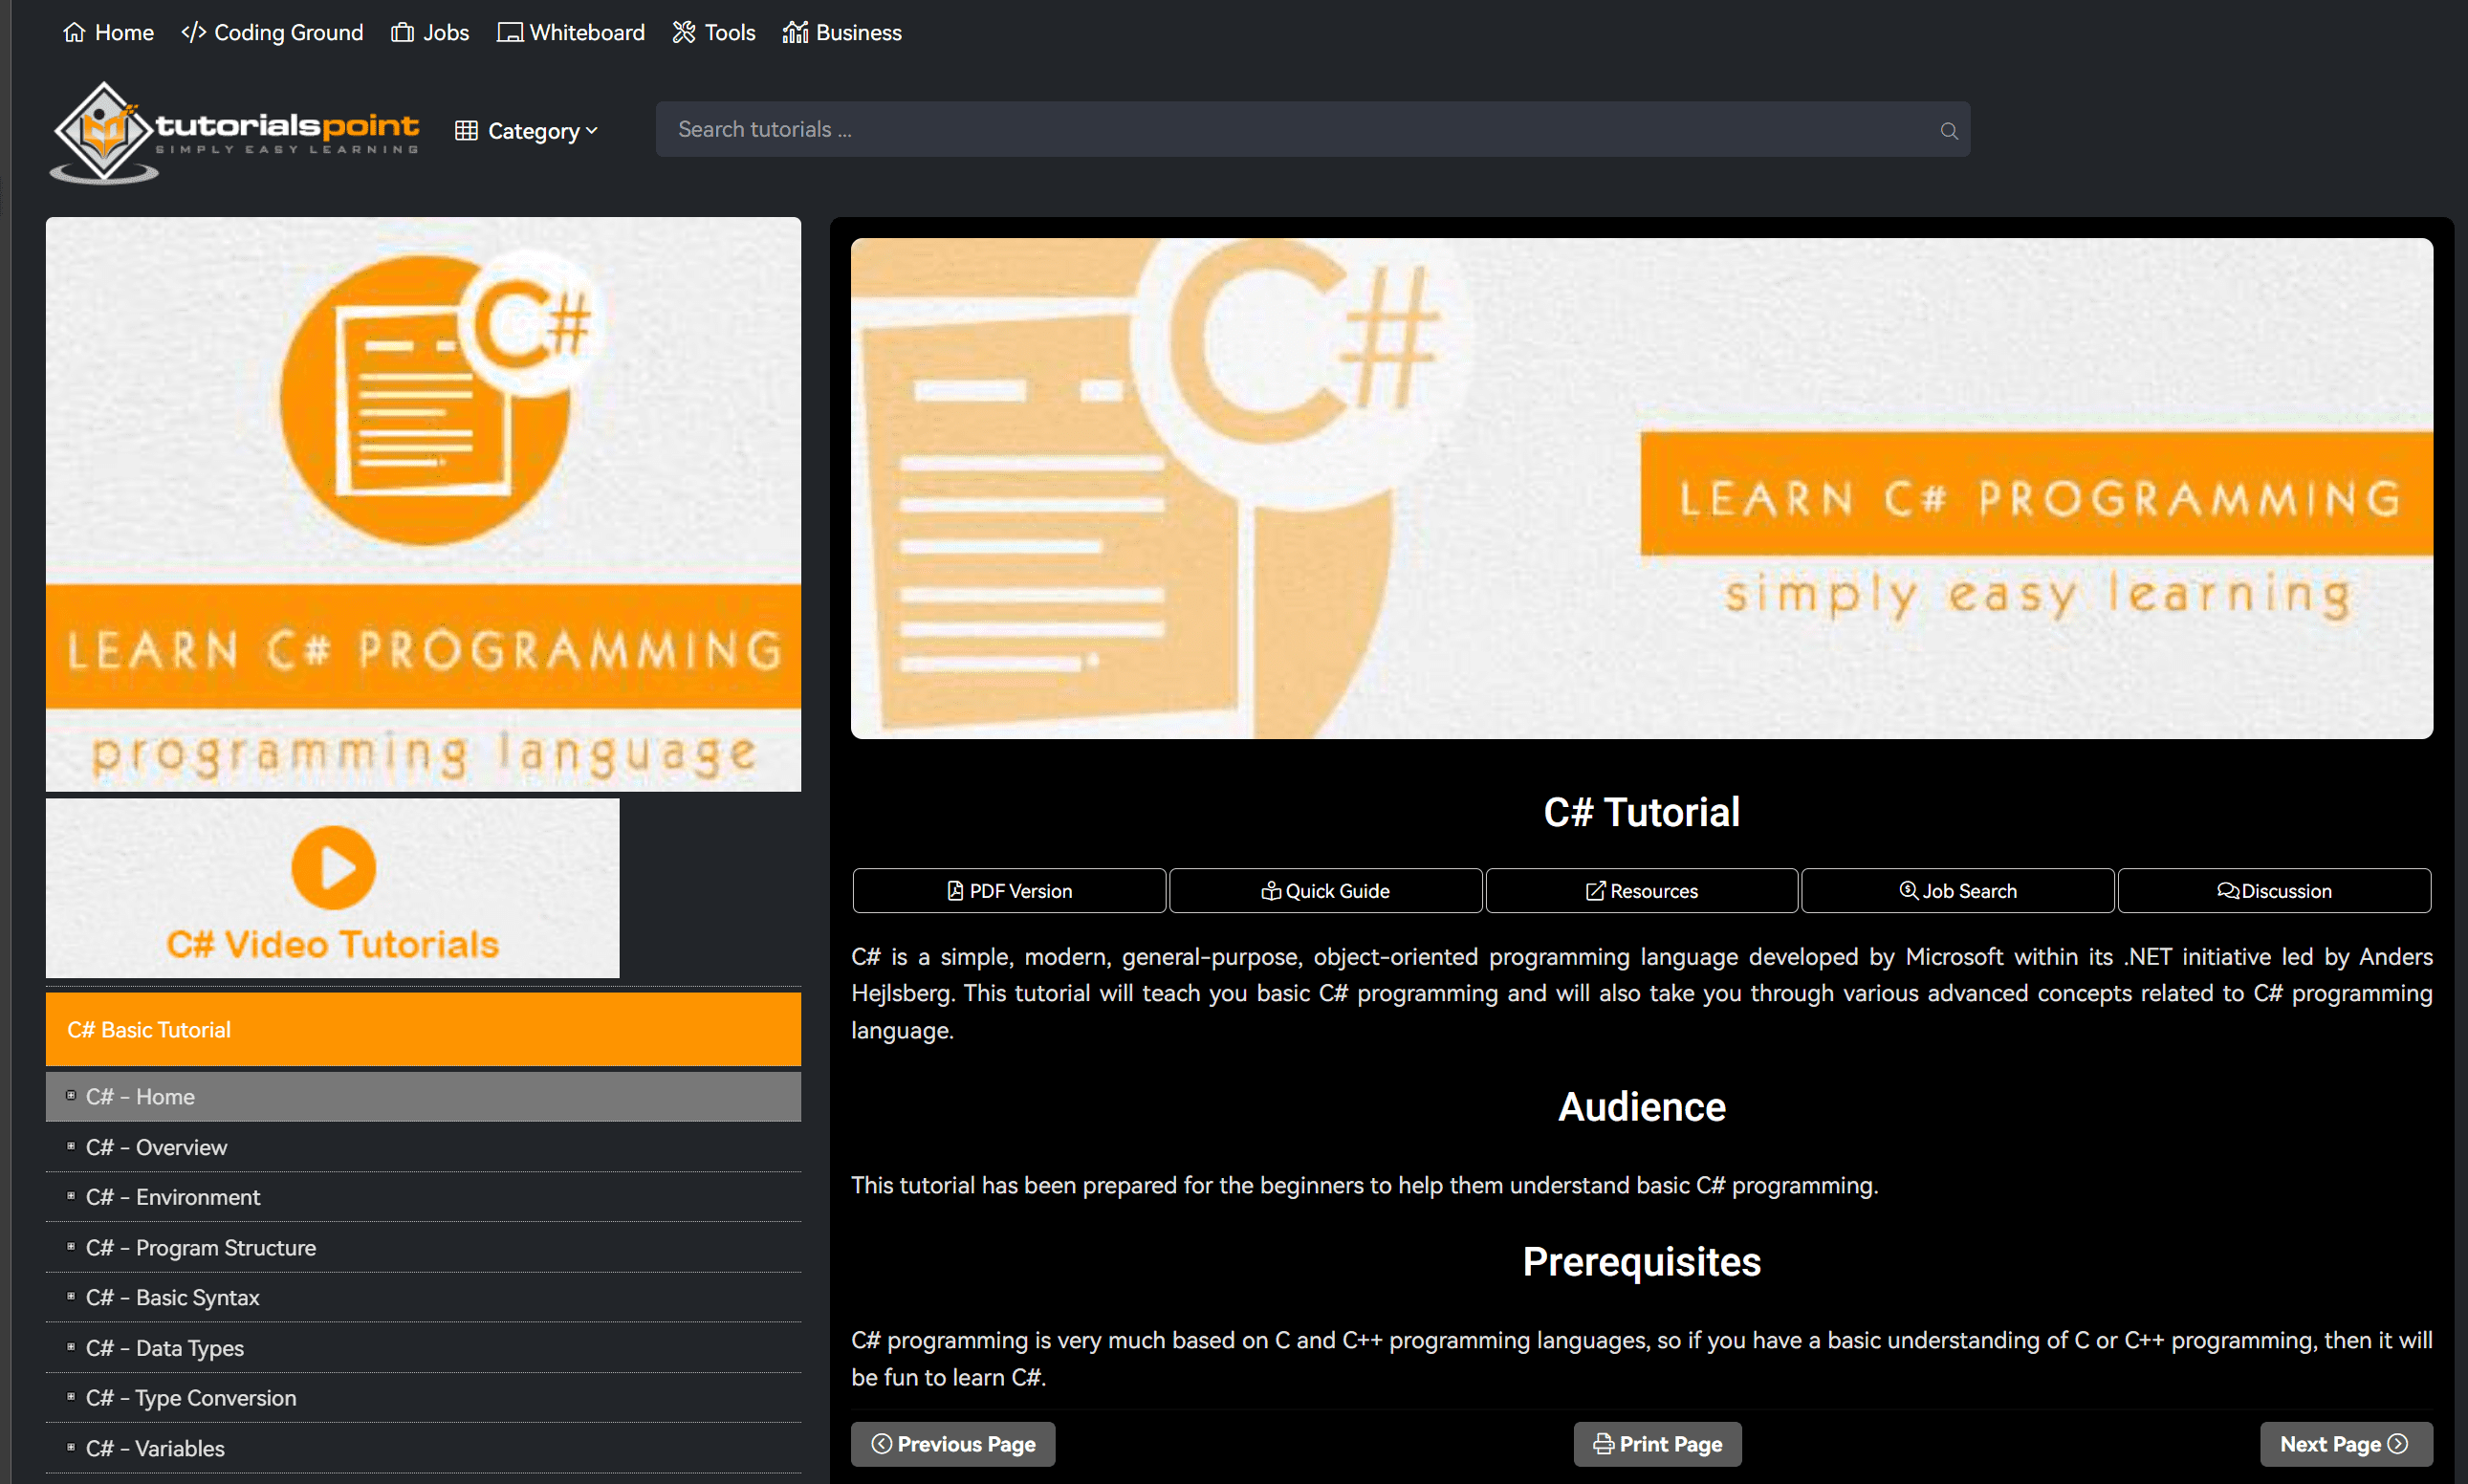 Home </> Coding Ground Jobs Whiteboard Tools Business
tutorialspoint
SIMPLY EASY LEARNING
Category
Search tutorials ...
C#
LEARN C# PROGRAMMING
programming language
C# Video Tutorials
C# Basic Tutorial
C# - Home
C# - Overview
C# - Environment
C# - Program Structure
C# - Basic Syntax
C# - Data Types
C# - Type Conversion
C# - Variables
C#
LEARN C# PROGRAMMING
simply easy learning
C# Tutorial
PDF Version Quick Guide Resources Job Search Discussion
C# is a simple, modern, general-purpose, object-oriented programming language developed by Microsoft within its .NET initiative led by Anders
Hejlsberg. This tutorial will teach you basic C# programming and will also take you through various advanced concepts related to C# programming
language.
Audience
This tutorial has been prepared for the beginners to help them understand basic C# programming.
Prerequisites
C# programming is very much based on C and C++ programming languages, so if you have a basic understanding of C or C++ programming, then it will
be fun to learn C#.
Previous Page Print Page Next Page